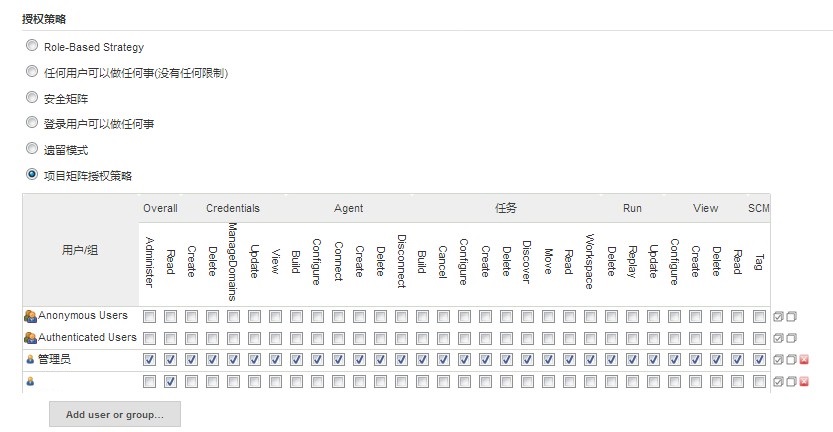 授权策略
Role-Based Strategy
任何用户可以做任何事(没有任何限制)
安全矩阵
登录用户可以做任何事
遗留模式
项目矩阵授权策略
用户/组 Overall Credentials Agent 任务 Run View SCM
Administer Read Create Delete ManageDomains Update View Build Configure Connect Create Delete Disconnect Build Cancel Configure Create Delete Discover Move Read Workspace Delete Replay Update Configure Create Delete Read Tag
Anonymous Users
Authenticated Users
管理员
Add user or group...